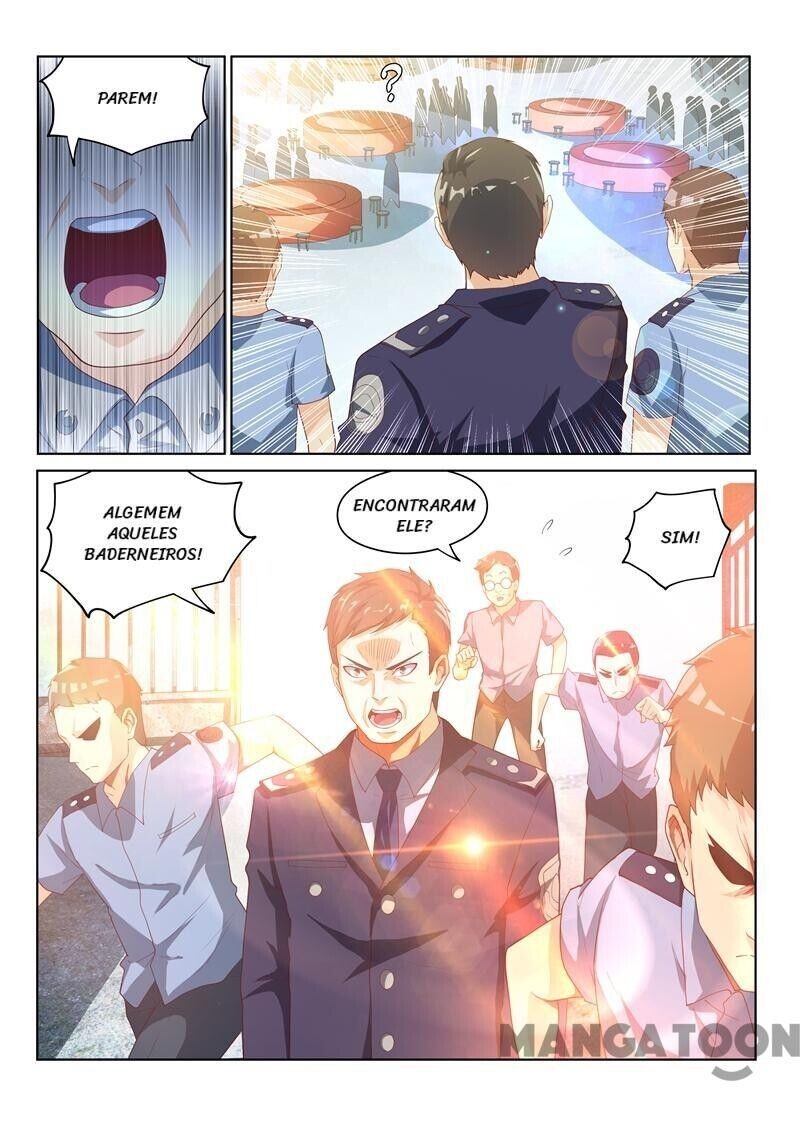 PAREM!
?
ALGEMEM
AQUELES
BADERNEIROS!
ENCONTRARAM
ELE?
SIM!
MANGATOON